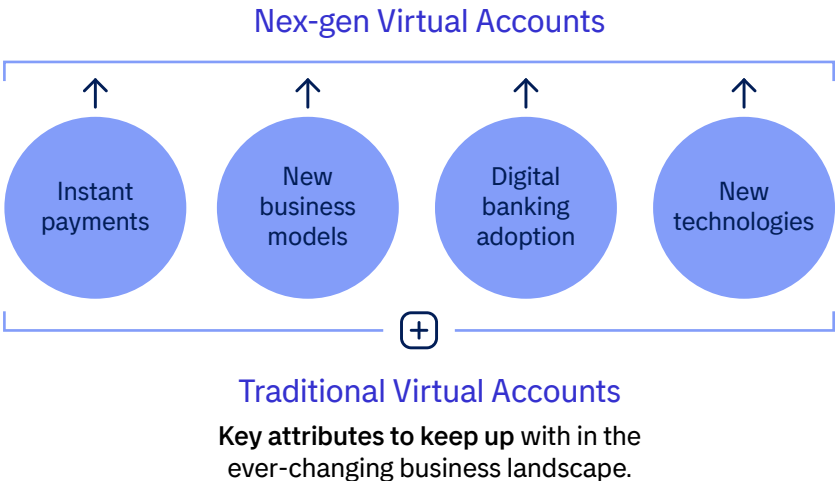 Nex-gen Virtual Accounts
Instant
payments
New
business
models
Digital
banking
adoption
New
technologies
Traditional Virtual Accounts
Key attributes to keep up with in the
ever-changing business landscape.